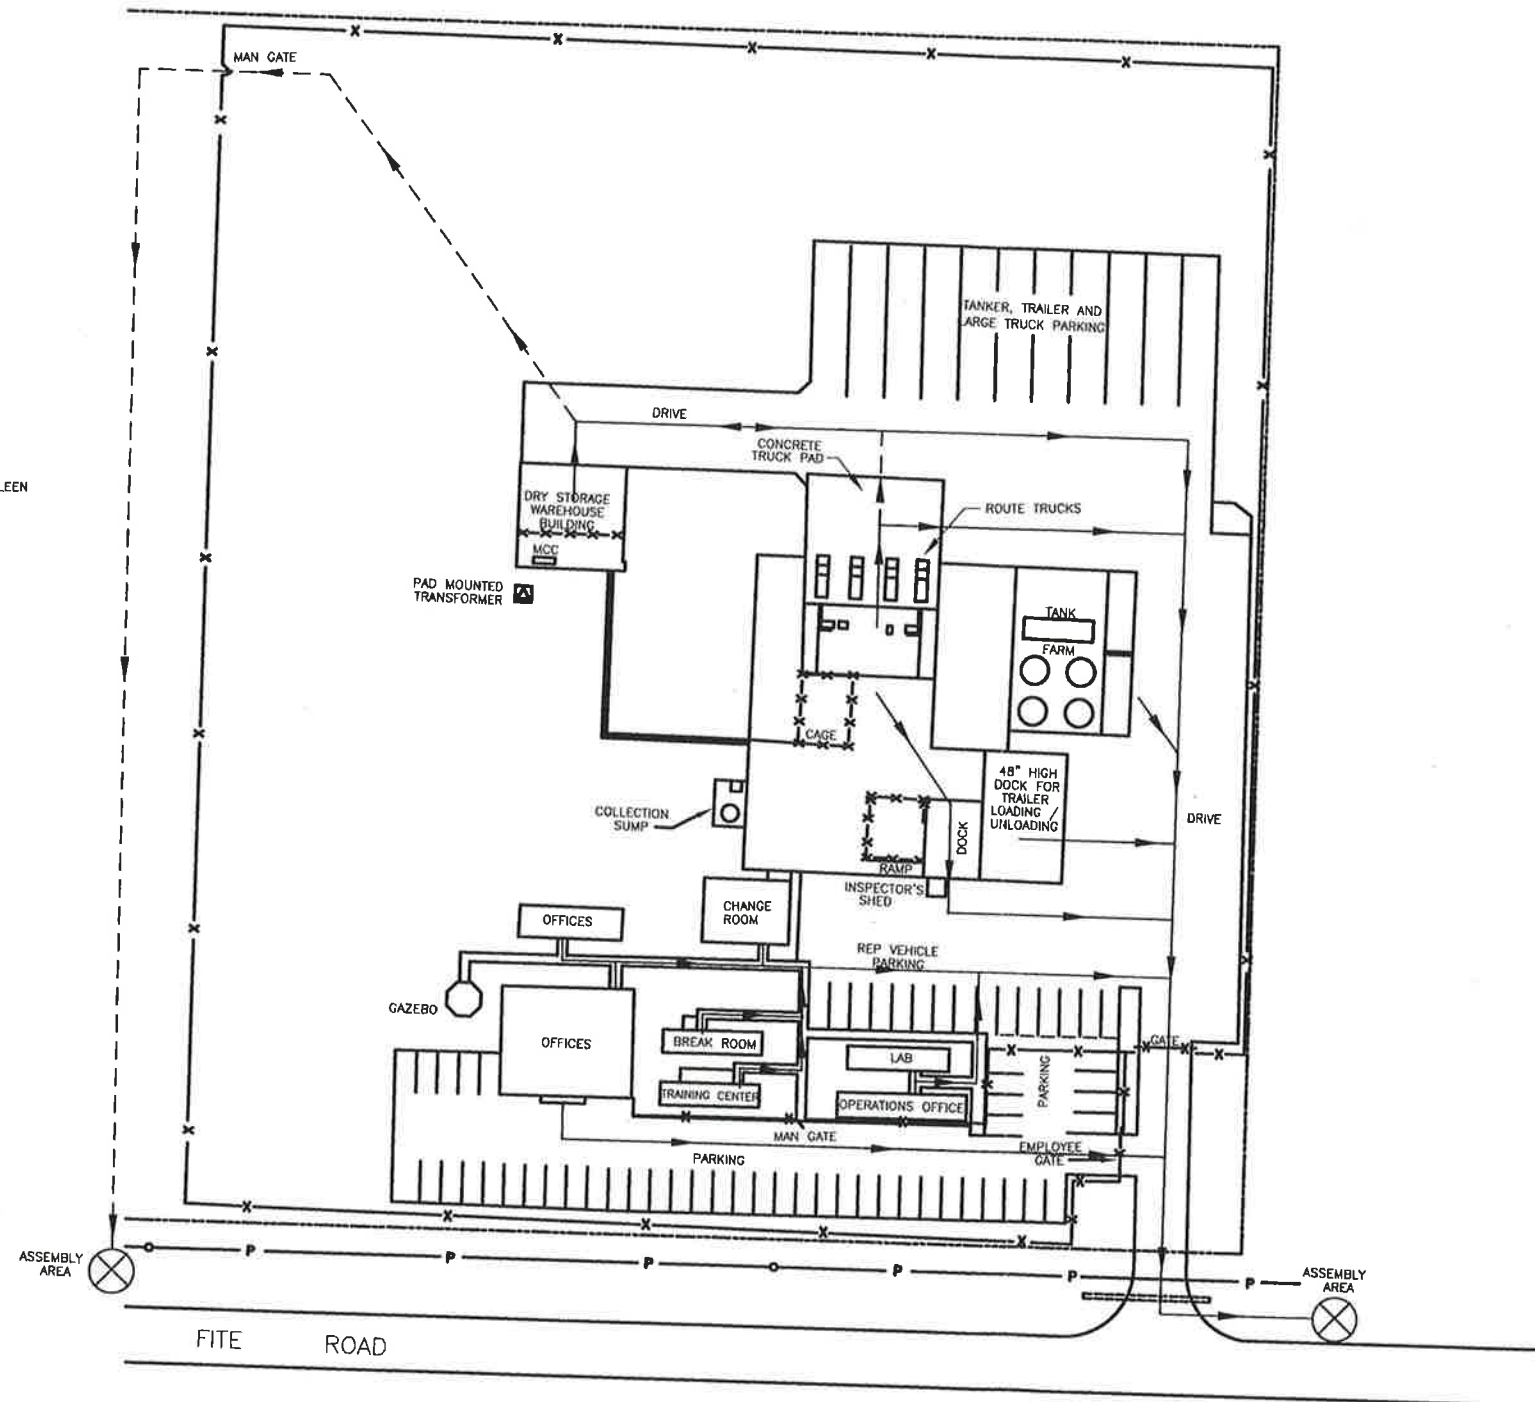 MAN GATE
TANKER, TRAILER AND
LARGE TRUCK PARKING
DRIVE
CONCRETE
TRUCK PAD
LEEN
DRY STORAGE
WAREHOUSE
BUILDING
MCC
ROUTE TRUCKS
PAD MOUNTED
TRANSFORMER
TANK
FARM
CAGE
48" HIGH
DOCK FOR
TRAILER
LOADING /
UNLOADING
COLLECTION
SUMP
DOCK
DRIVE
RAMP
INSPECTOR'S
SHED
CHANGE
ROOM
OFFICES
REP VEHICLE
PARKING
GAZEBO
OFFICES
BREAK ROOM
LAB
PARKING
GATE
TRAINING CENTER
OPERATIONS OFFICE
MAN GATE
EMPLOYEE
GATE
PARKING
ASSEMBLY
AREA
P P P P P P
ASSEMBLY
AREA
FITE ROAD